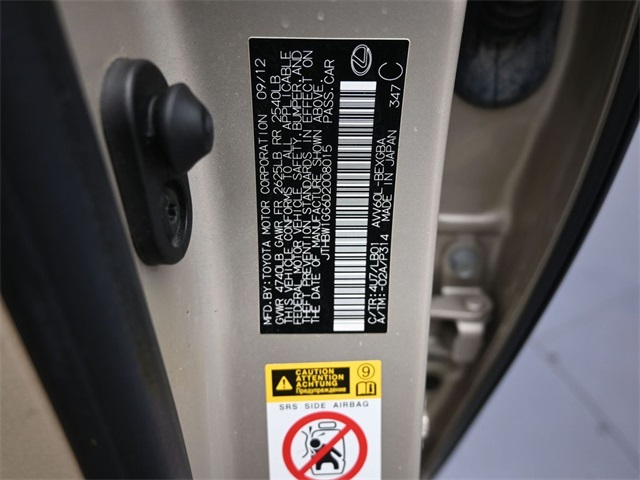 MFD. BY: TOYOTA MOTOR CORPORATION 09/12
GVWR 4740LB GAWR FR 2625LB RR 2540LB
THIS VEHICLE CONFORMS TO ALL APPLICABLE
FEDERAL MOTOR VEHICLE SAFETY, BUMPER, AND
THEFT PREVENTION STANDARDS IN EFFECT ON
THE DATE OF MANUFACTURE SHOWN ABOVE.
JTHBW1GG6D2008015 PASS. CAR
C/TR: 4U7/LB01 AVV60L-BEXGBA
A/TM: -02A/P314 MADE IN JAPAN
347 C
CAUTION
ATTENTION
ACHTUNG
Предупреждение
9
SRS SIDE AIRBAG